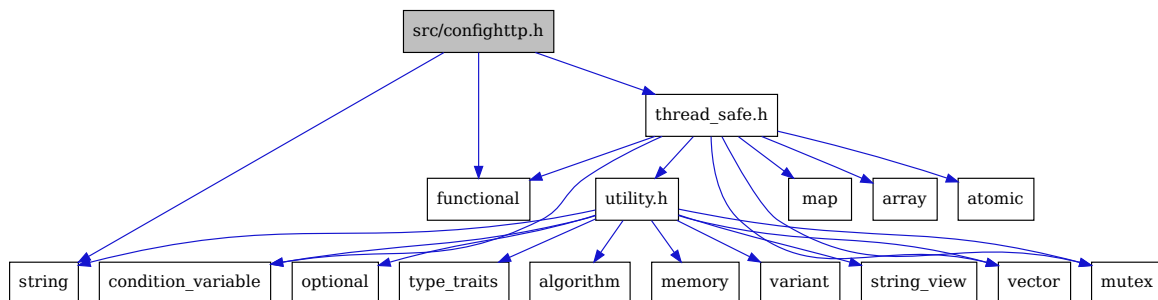 src/confighttp.h
thread_safe.h
functional
utility.h
map
array
atomic
string
condition_variable
optional
type_traits
algorithm
memory
variant
string_view
vector
mutex